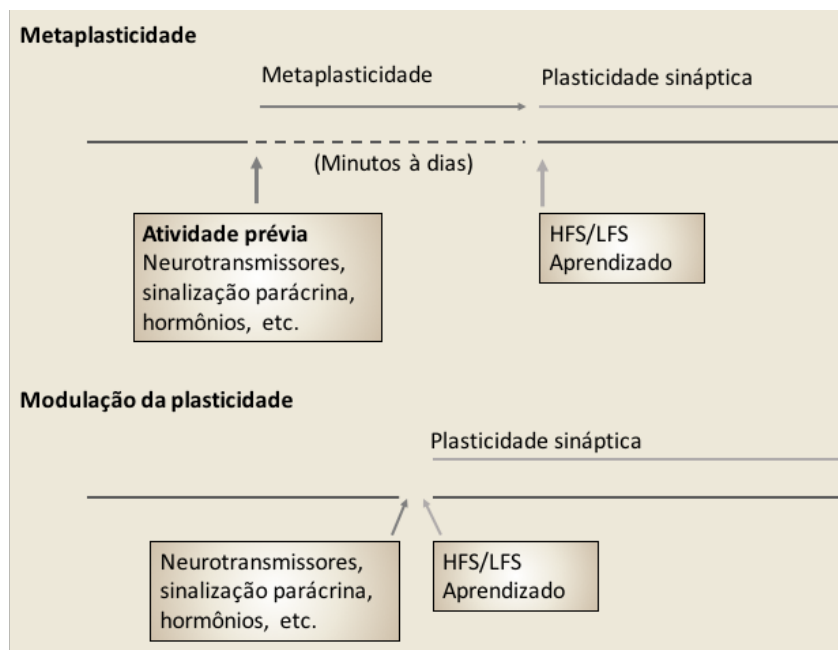 Metaplasticidade
Metaplasticidade
Plasticidade sináptica
(Minutos à dias)
Atividade prévia
Neurotransmissores,
sinalização parácrina,
hormônios, etc.
HFS/LFS
Aprendizado
Modulação da plasticidade
Plasticidade sináptica
Neurotransmissores,
sinalização parácrina,
hormônios, etc.
HFS/LFS
Aprendizado